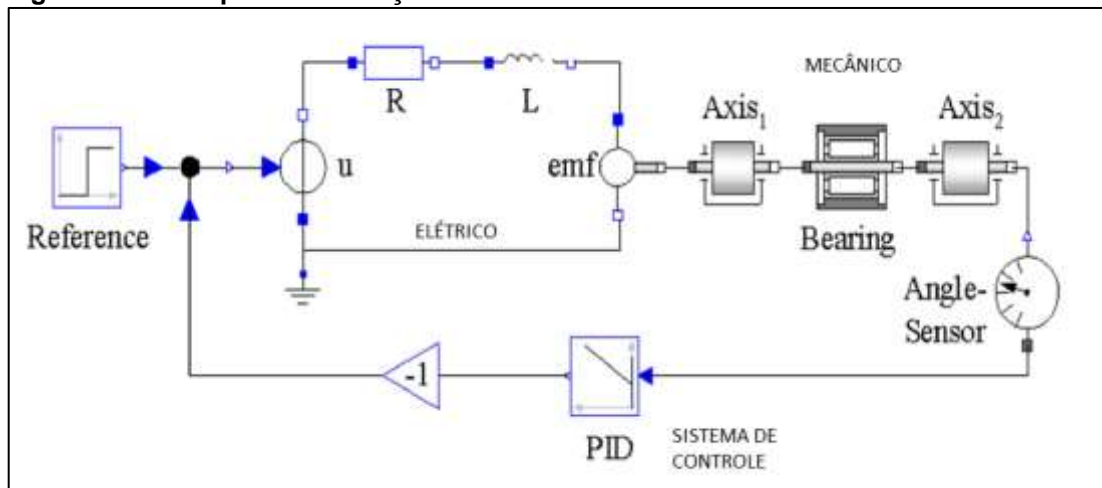 MECÂNICO
R
L
Axis₁
Axis₂
u
emf
Reference
ELÉTRICO
Bearing
Angle-
Sensor
-1
PID
SISTEMA DE
CONTROLE